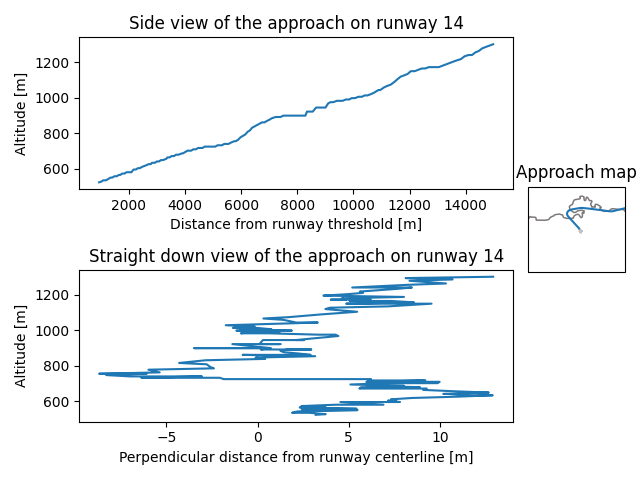 Side view of the approach on runway 14
Altitude [m]
1200
1000
800
600
2000 4000 6000 8000 10000 12000 14000
Distance from runway threshold [m]
Approach map
Straight down view of the approach on runway 14
Altitude [m]
1200
1000
800
600
−5 0 5 10
Perpendicular distance from runway centerline [m]